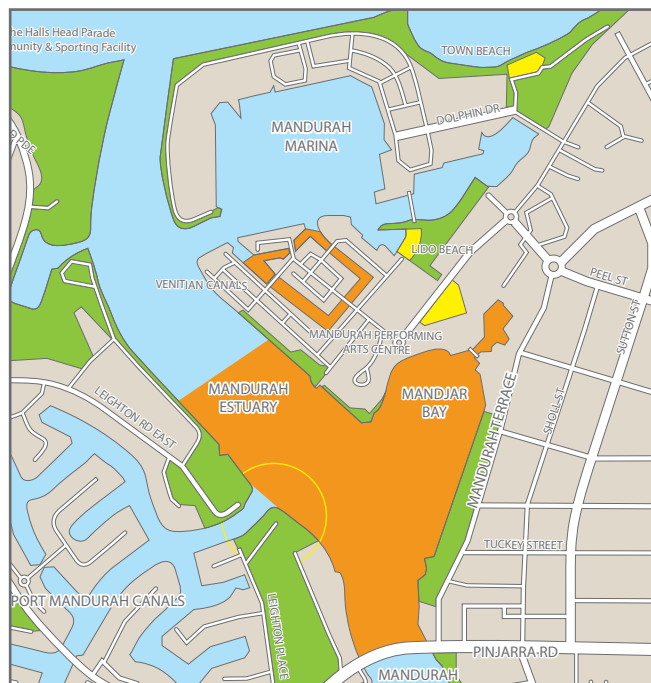 he Halls Head Parade
munity & Sporting Facility
TOWN BEACH
DOLPHIN DR
MANDURAH
MARINA
PDE
LIDO BEACH
PEEL ST
VENITIAN CANALS
SUTTON ST
MANDURAH PERFORMING
ARTS CENTRE
MANDURAH
ESTUARY
MANDJAR
BAY
MANDURAH TERRACE
SHOLL ST
LEIGHTON RD EAST
TUCKEY STREET
PORT MANDURAH CANALS
LEIGHTON PLACE
PINJARRA RD
MANDURAH